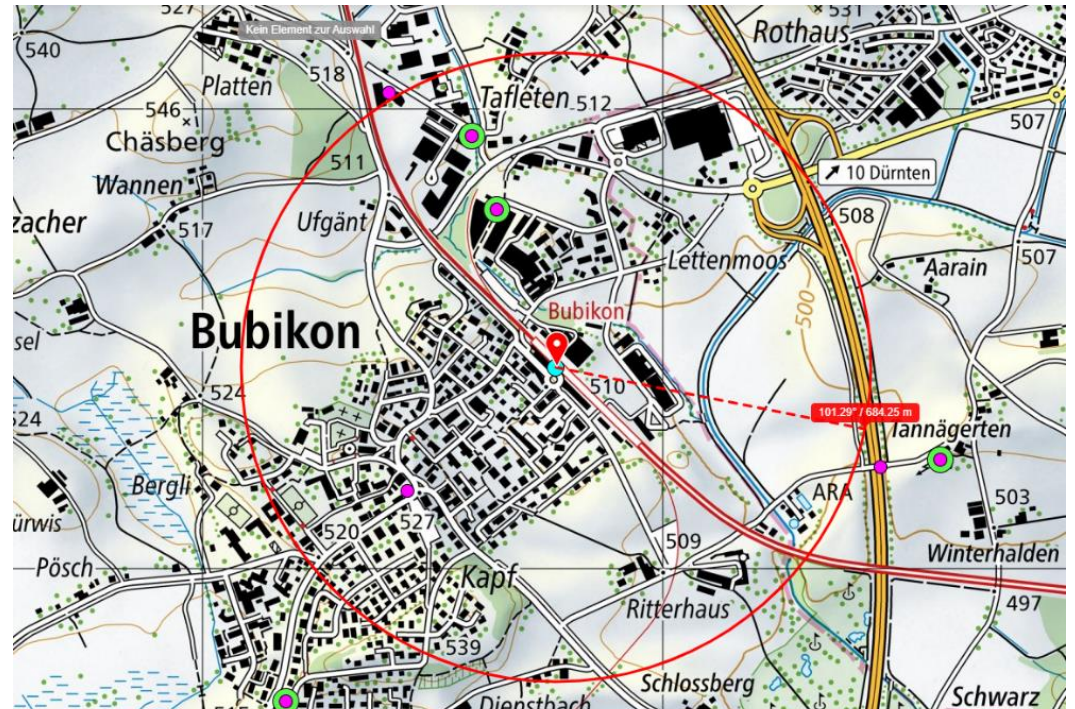 527
531
Rothaus
Kein Element zur Auswahl
540
518
Platten
Tafleten
512
546
507
Chäsberg
511
10 Dürnten
Wannen
zacher
Ufgänt
508
517
Lettenmoos
Aarain
507
500
Bubikon
Bubikon
sel
510
524
524
101.29° / 684.25 m
Tannägerten
Bergli
ARA
503
ürwis
520
527
509
Winterhalden
Pösch
Kapf
Ritterhaus
497
539
Schlossberg
Schwarz
Dienstbach